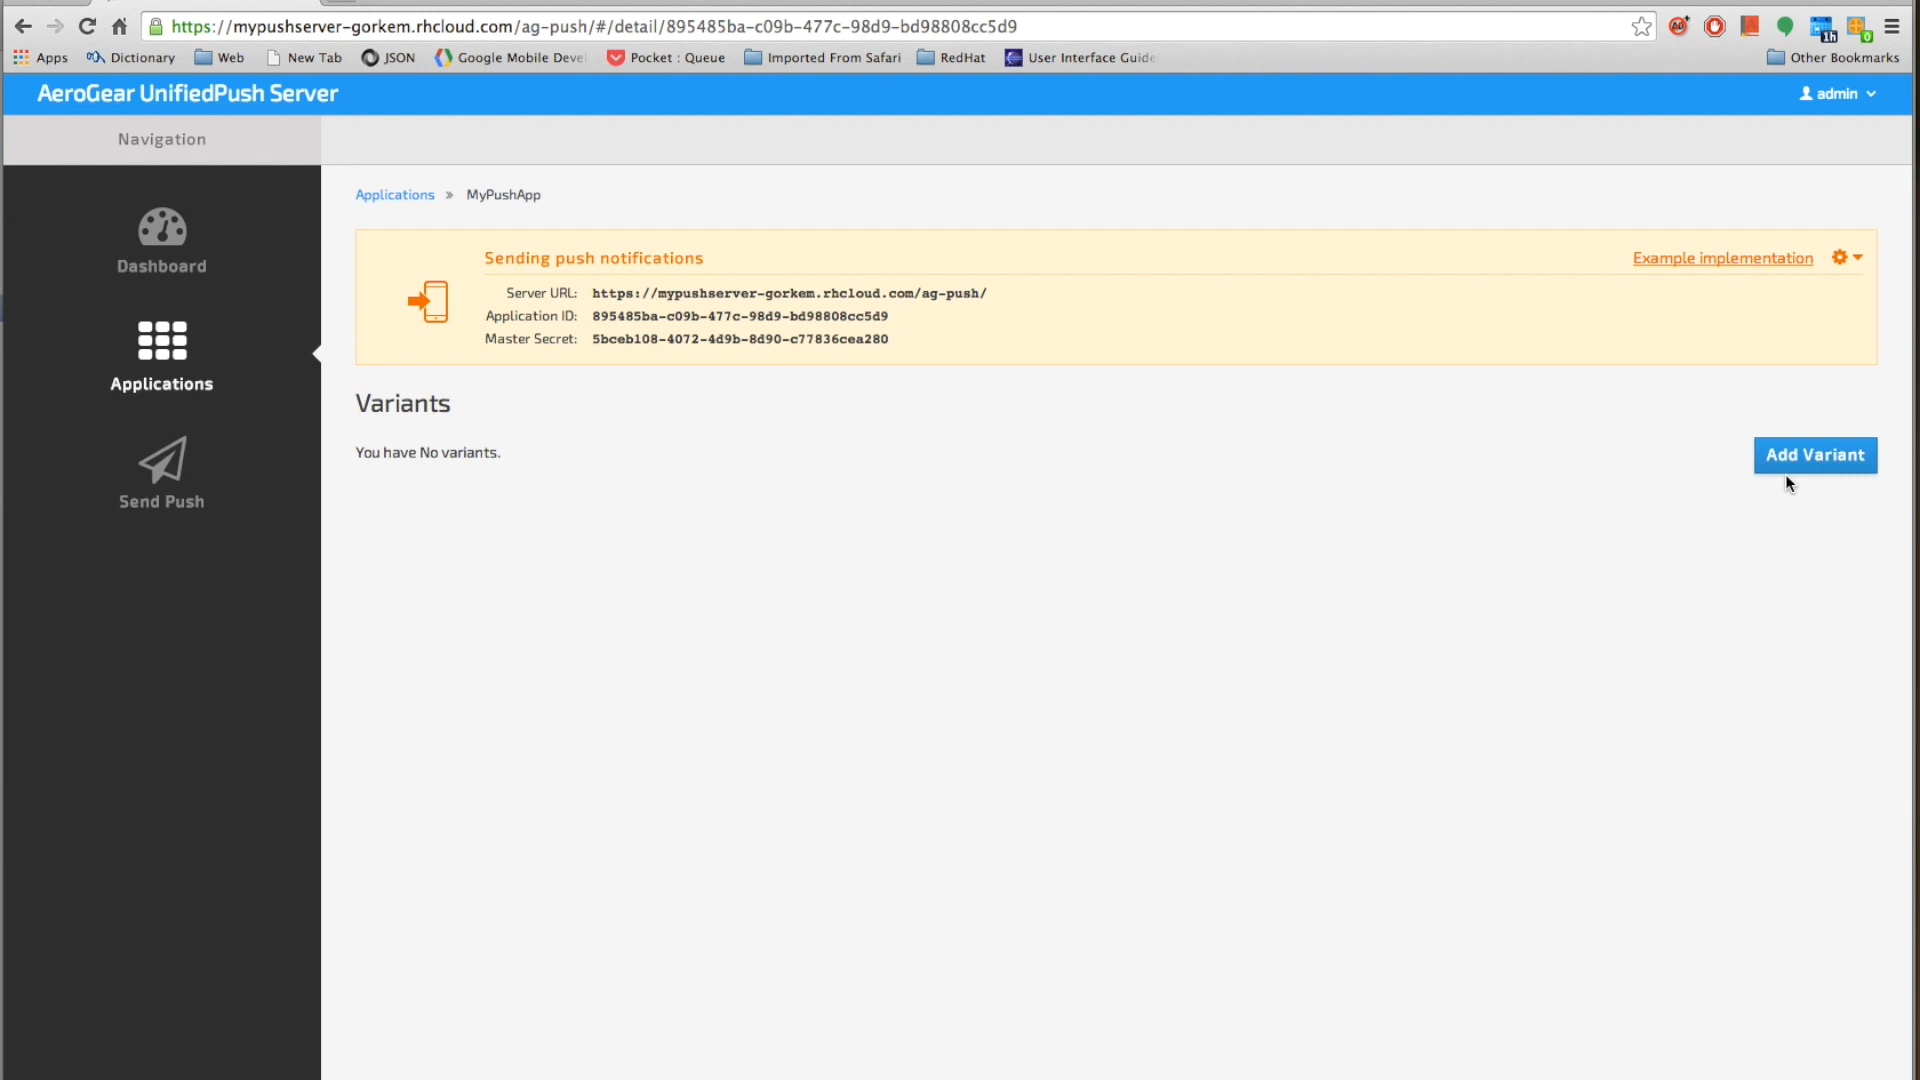 https://mypushserver-gorkem.rhcloud.com/ag-push/#/detail/895485ba-c09b-477c-98d9-bd98808cc5d9
Apps Dictionary Web New Tab JSON Google Mobile Deve Pocket : Queue Imported From Safari RedHat User Interface Guide Other Bookmarks
AeroGear UnifiedPush Server
admin
Navigation
Dashboard
Applications
Send Push
Applications » MyPushApp
Sending push notifications
Example implementation
Server URL: https://mypushserver-gorkem.rhcloud.com/ag-push/
Application ID: 895485ba-c09b-477c-98d9-bd98808cc5d9
Master Secret: 5bceb108-4072-4d9b-8d90-c77836cea280
Variants
You have No variants.
Add Variant